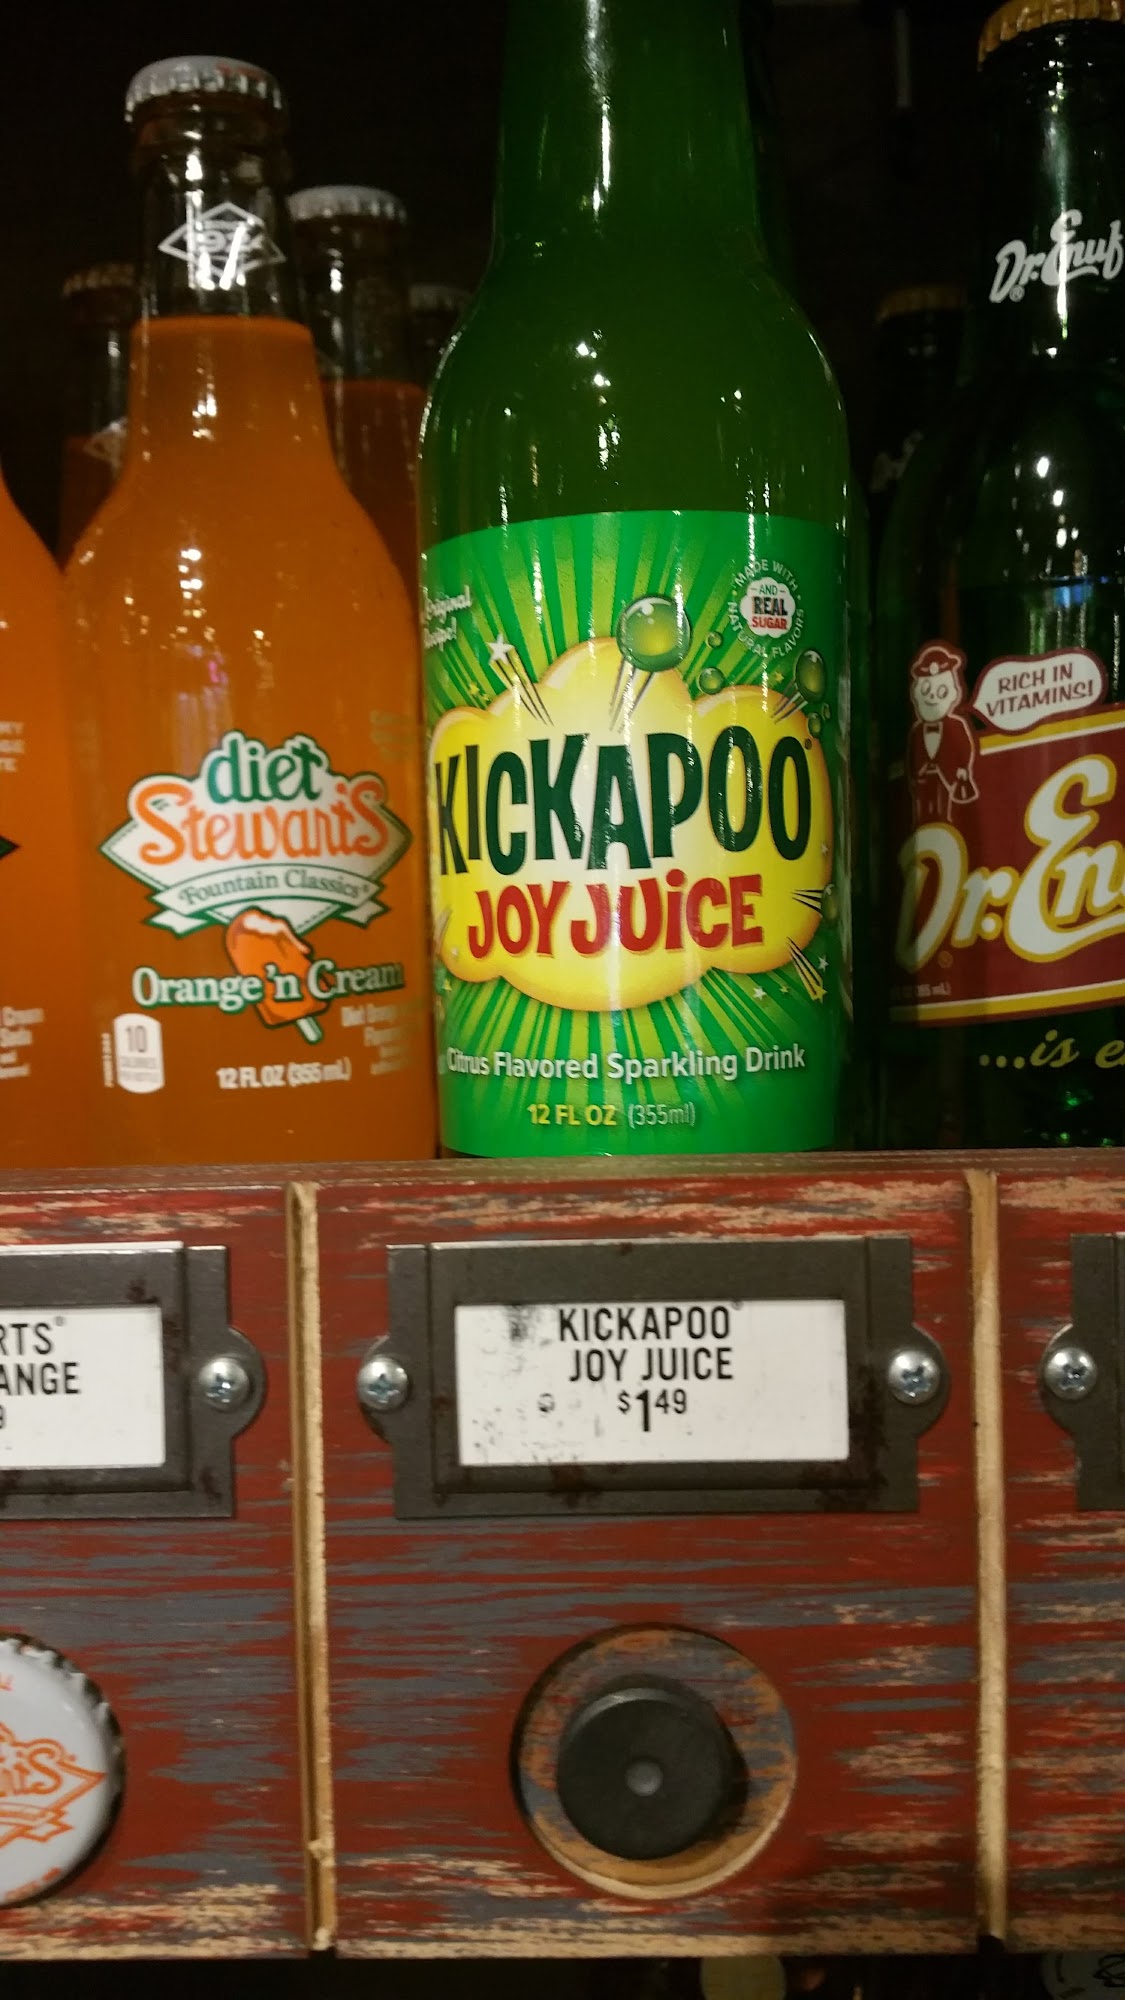 diet
Stewart's
Fountain Classics®
Orange 'n Cream
10
12 FL OZ (355mL)
Original
Recipe!
MADE WITH
AND
REAL
SUGAR
NATURAL FLAVORS
KICKAPOO®
JOY JUICE
Citrus Flavored Sparkling Drink
12 FL OZ (355ml)
Dr. Enuf
RICH IN
VITAMINS!
Dr. En
...is e
RTS®
ANGE
9
KICKAPOO®
JOY JUICE
$1.49